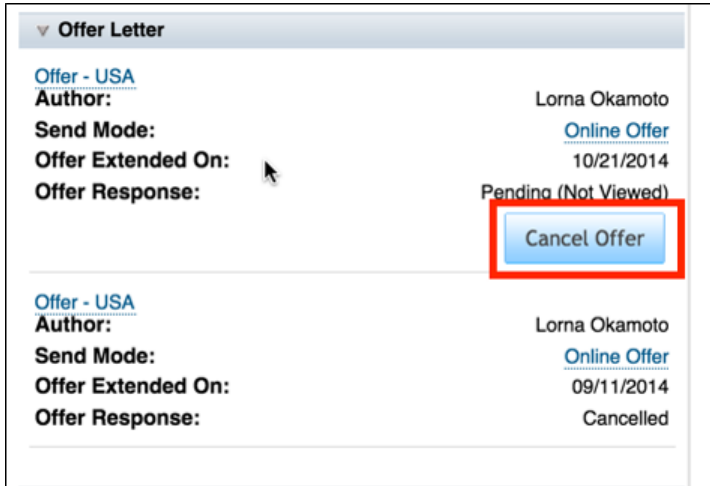 Offer Letter
Offer - USA
Author: Lorna Okamoto
Send Mode: Online Offer
Offer Extended On: 10/21/2014
Offer Response: Pending (Not Viewed)
Cancel Offer
Offer - USA
Author: Lorna Okamoto
Send Mode: Online Offer
Offer Extended On: 09/11/2014
Offer Response: Cancelled